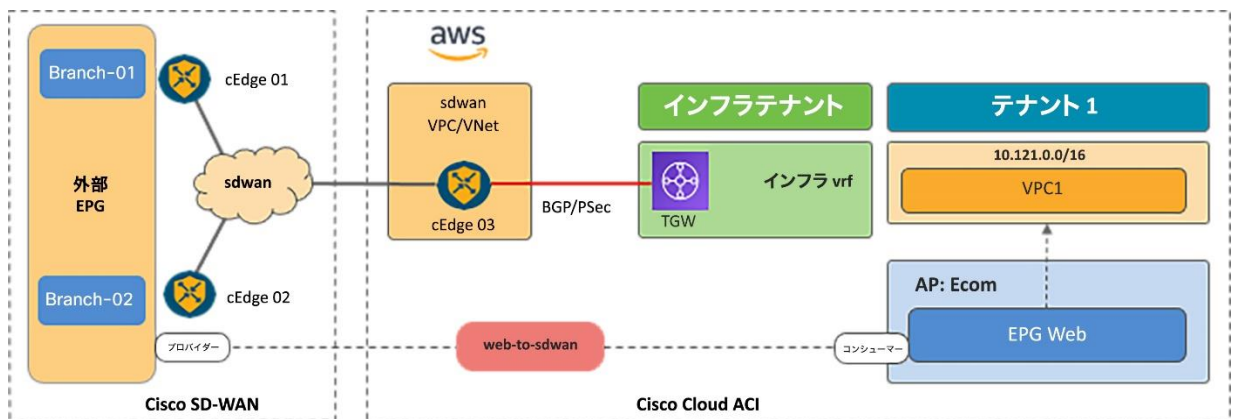 Branch-01
cEdge 01
外部
EPG
sdwan
Branch-02
cEdge 02
プロバイダー
Cisco SD-WAN
aws
sdwan
VPC/VNet
cEdge 03
BGP/PSec
インフラテナント
インフラ vrf
TGW
テナント 1
10.121.0.0/16
VPC1
AP: Ecom
EPG Web
web-to-sdwan
コンシューマー
Cisco Cloud ACI